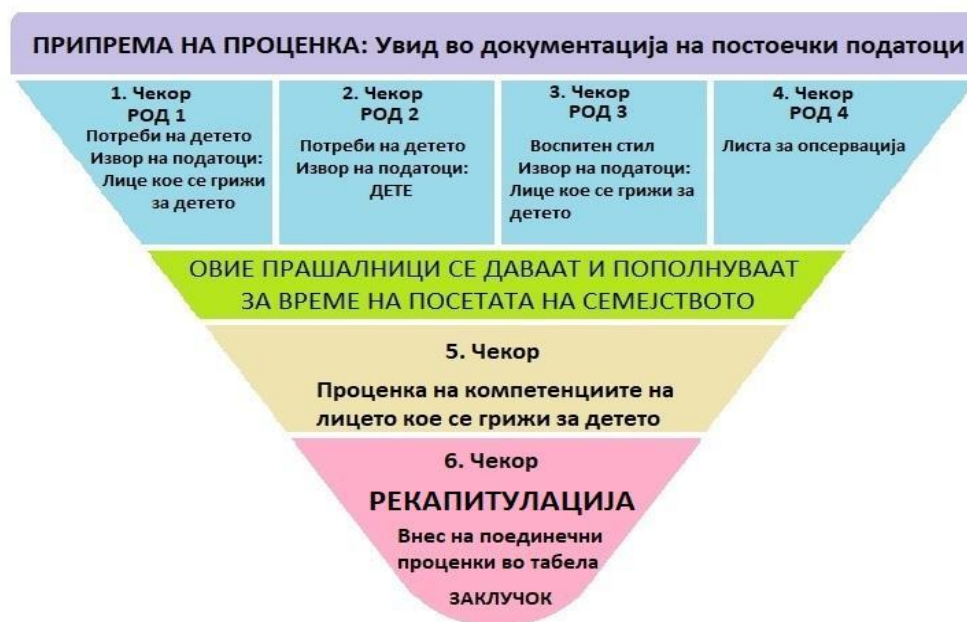 ПРИПРЕМА НА ПРОЦЕНКА: Увид во документација на постоечки податоци
1. Чекор
РОД 1
Потреби на детето
Извор на податоци:
Лице кое се грижи
за детето
2. Чекор
РОД 2
Потреби на детето
Извор на податоци:
ДЕТЕ
3. Чекор
РОД 3
Воспитен стил
Извор на податоци:
Лице кое се грижи за
детето
4. Чекор
РОД 4
Листа за опсервација
ОВИЕ ПРАШАЛНИЦИ СЕ ДАВААТ И ПОПОЛНУВААТ
ЗА ВРЕМЕ НА ПОСЕТАТА НА СЕМЕЈСТВОТО
5. Чекор
Проценка на компетенциите на
лицето кое се грижи за детето
6. Чекор
РЕКАПИТУЛАЦИЈА
Внес на поединечни
проценки во табела
ЗАКЛУЧОК